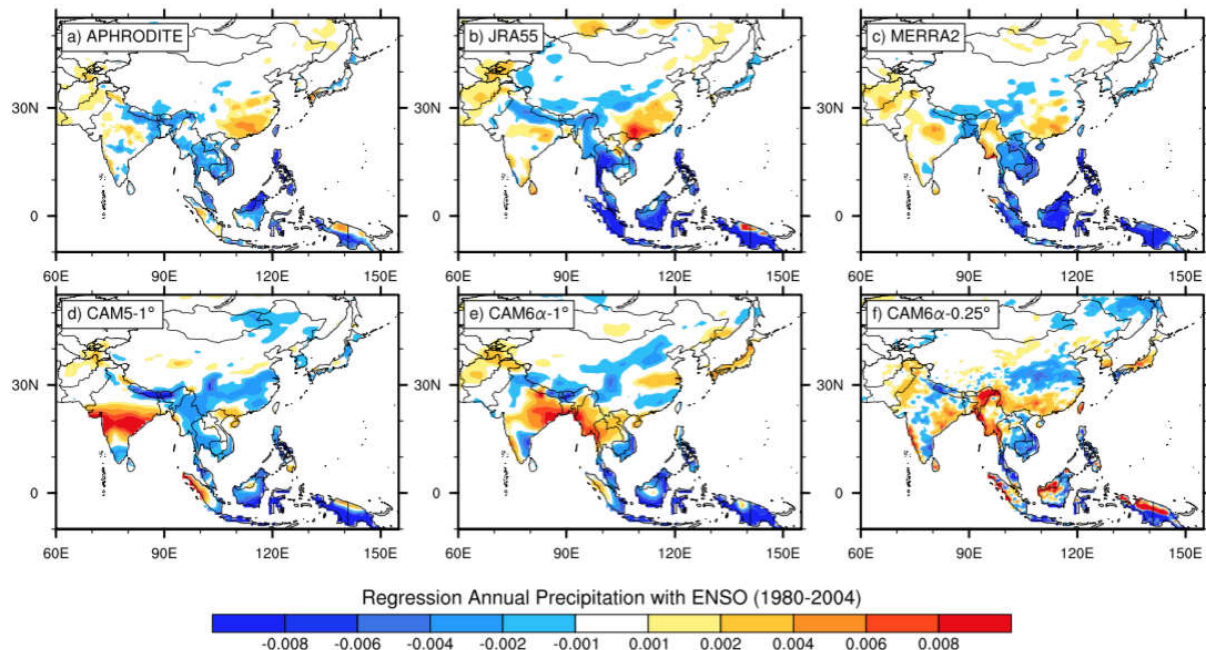 a) APHRODITE
b) JRA55
c) MERRA2
30N
30N
30N
0
0
0
60E 90E 120E 150E
60E 90E 120E 150E
60E 90E 120E 150E
d) CAM5-1°
e) CAM6α-1°
f) CAM6α-0.25°
30N
30N
30N
0
0
0
60E 90E 120E 150E
60E 90E 120E 150E
60E 90E 120E 150E
Regression Annual Precipitation with ENSO (1980-2004)
-0.008 -0.006 -0.004 -0.002 -0.001 0.001 0.002 0.004 0.006 0.008